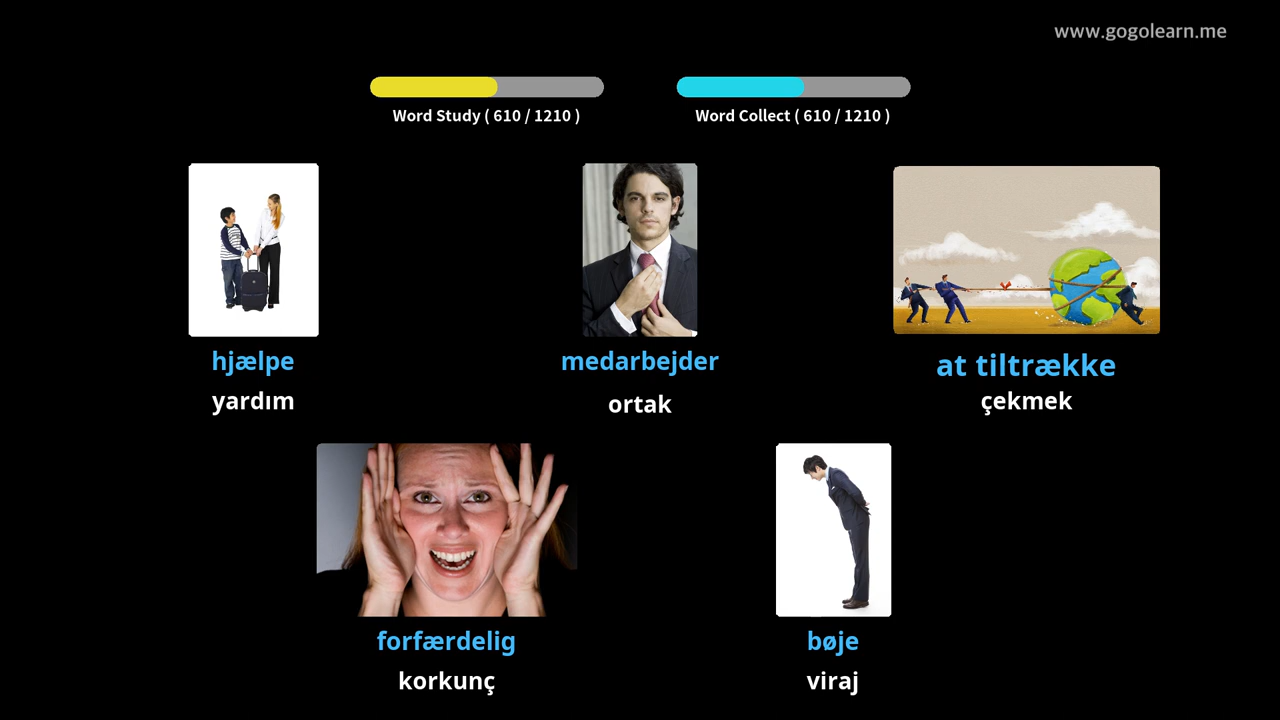 www.gogolearn.me
Word Study ( 610 / 1210 )
Word Collect ( 610 / 1210 )
hjælpe
yardım
medarbejder
ortak
at tiltrække
çekmek
forfærdelig
korkunç
bøje
viraj